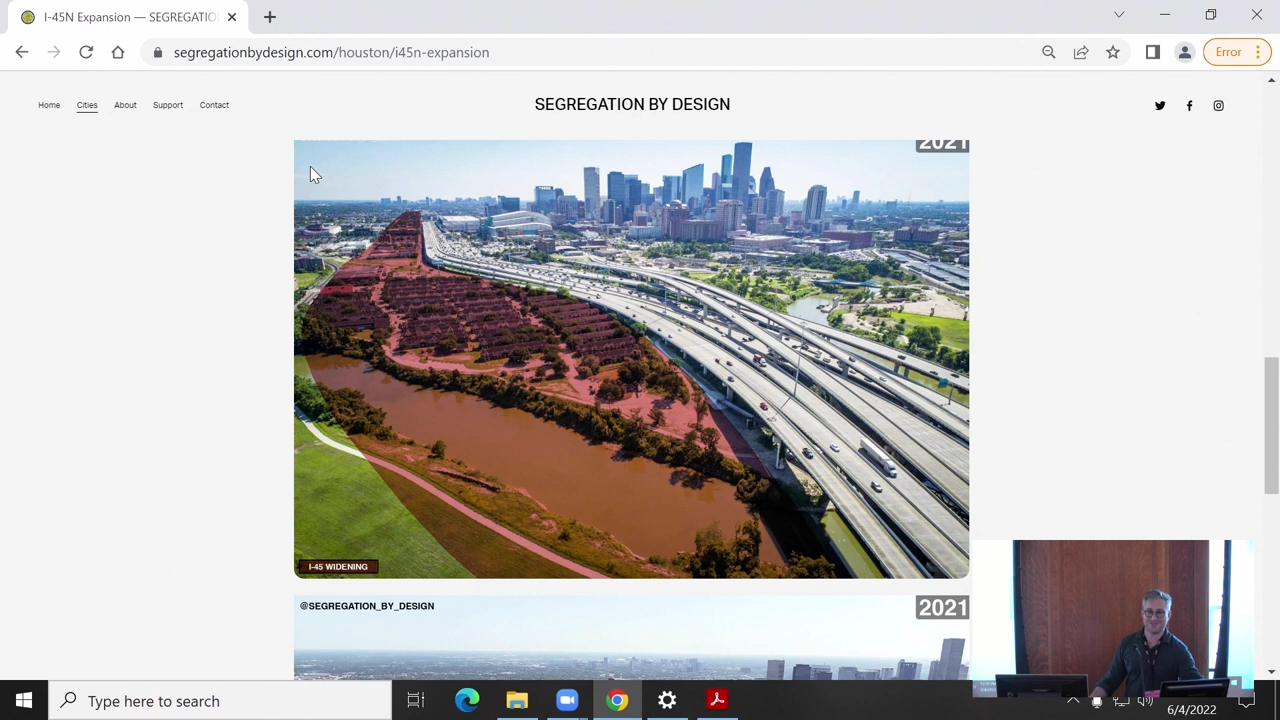 I-45N Expansion — SEGREGATIO
segregationbydesign.com/houston/i45n-expansion
Error
Home Cities About Support Contact
SEGREGATION BY DESIGN
2021
I-45 WIDENING
@SEGREGATION_BY_DESIGN
2021
Type here to search
6/4/2022